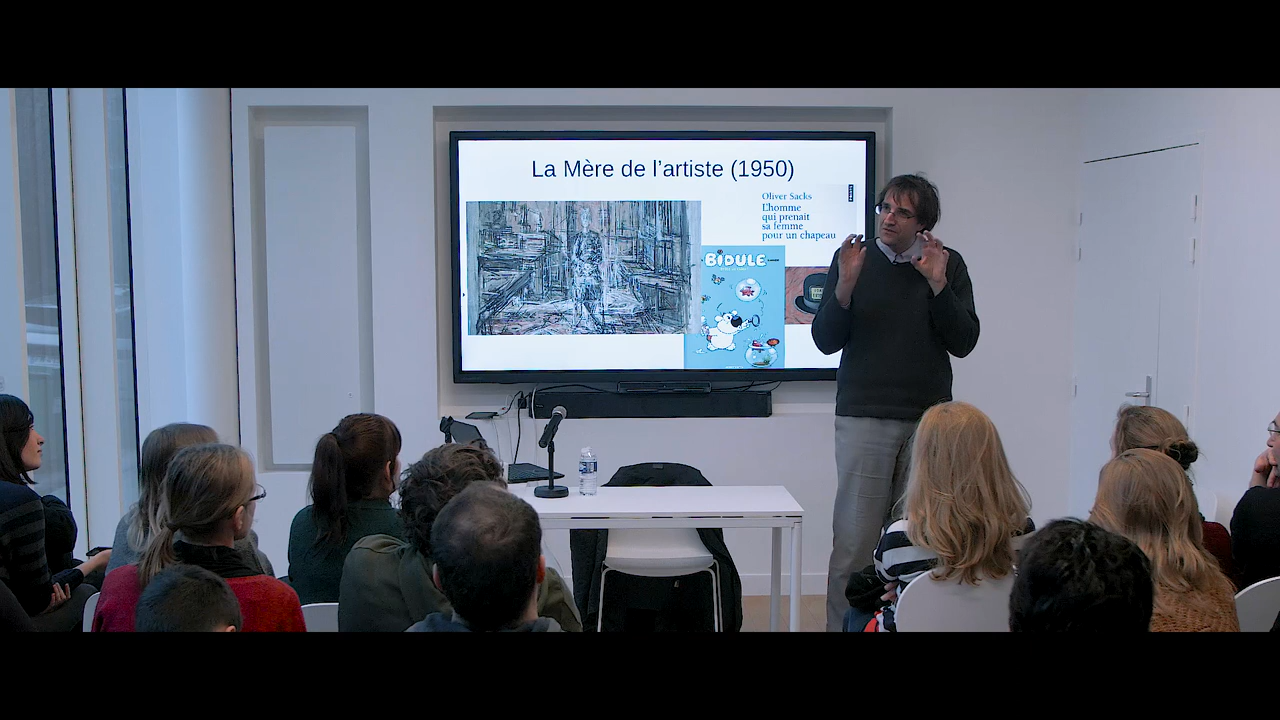 La Mère de l’artiste (1950)
Oliver Sacks
L'homme
qui prenait
sa femme
pour un chapeau
BIDULE